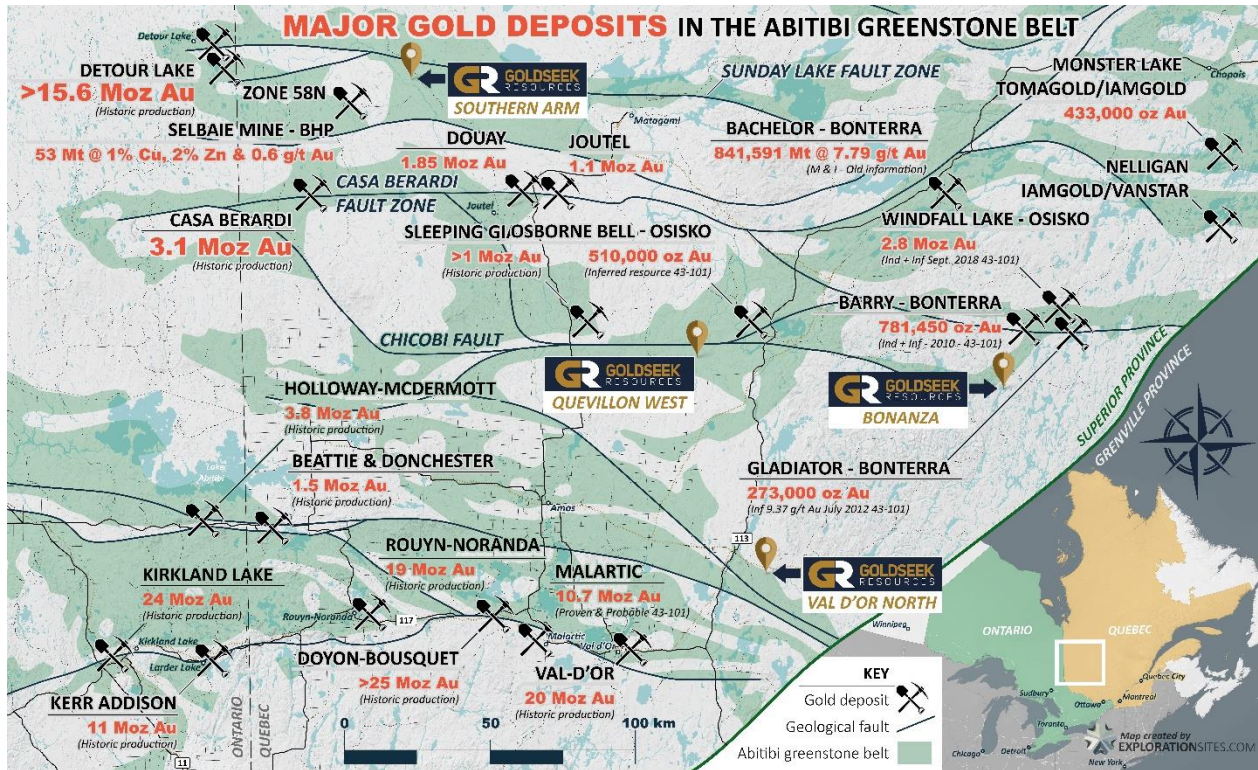 MAJOR GOLD DEPOSITS IN THE ABITIBI GREENSTONE BELT
Detour Lake
DETOUR LAKE
>15.6 Moz Au
(Historic production)
ZONE 58N
SELBAIE MINE - BHP
53 Mt @ 1% Cu, 2% Zn & 0.6 g/t Au
GR GOLDSEEK
RESOURCES
SOUTHERN ARM
SUNDAY LAKE FAULT ZONE
MONSTER LAKE
TOMAGOLD/IAMGOLD
433,000 oz Au
Chapais
Matagami
DOUAY
1.85 Moz Au
JOUTEL
1.1 Moz Au
BACHELOR - BONTERRA
841,591 Mt @ 7.79 g/t Au
(M & I - Old information)
NELLIGAN
IAMGOLD/VANSTAR
CASA BERARDI
FAULT ZONE
Joutel
CASA BERARDI
3.1 Moz Au
(Historic production)
SLEEPING GIOSBORNE BELL - OSISKO
>1 Moz Au
(Historic production)
510,000 oz Au
(Inferred resource 43-101)
WINDFALL LAKE - OSISKO
2.8 Moz Au
(Ind + Inf Sept. 2018 43-101)
BARRY - BONTERRA
781,450 oz Au
(Ind + Inf - 2010 - 43-101)
CHICOBI FAULT
GR GOLDSEEK
RESOURCES
QUEVILLON WEST
GR GOLDSEEK
RESOURCES
BONANZA
SUPERIOR PROVINCE
GRENVILLE PROVINCE
HOLLOWAY-MCDERMOTT
3.8 Moz Au
(Historic production)
Lake
Abitibi
BEATTIE & DONCHESTER
1.5 Moz Au
(Historic production)
Amos
GLADIATOR - BONTERRA
273,000 oz Au
(Inf 9.37 g/t Au July 2012 43-101)
113
GR GOLDSEEK
RESOURCES
VAL D'OR NORTH
ROUYN-NORANDA
19 Moz Au
(Historic production)
MALARTIC
10.7 Moz Au
(Proven & Probable 43-101)
KIRKLAND LAKE
24 Moz Au
(Historic production)
Rouyn-Noranda
117
Kirkland Lake
Larder Lake
Malartic
Val-d'Or
DOYON-BOUSQUET
>25 Moz Au
(Historic production)
VAL-D'OR
20 Moz Au
(Historic production)
KERR ADDISON
11 Moz Au
(Historic production)
11
ONTARIO
QUEBEC
0 50 100 km
KEY
Gold deposit
Geological fault
Abitibi greenstone belt
Winnipeg
ONTARIO
QUEBEC
Quebec City
Sudbury
Ottawa
Montreal
Toronto
Chicago
Detroit
New York
Map created by
EXPLORATIONSITES.COM